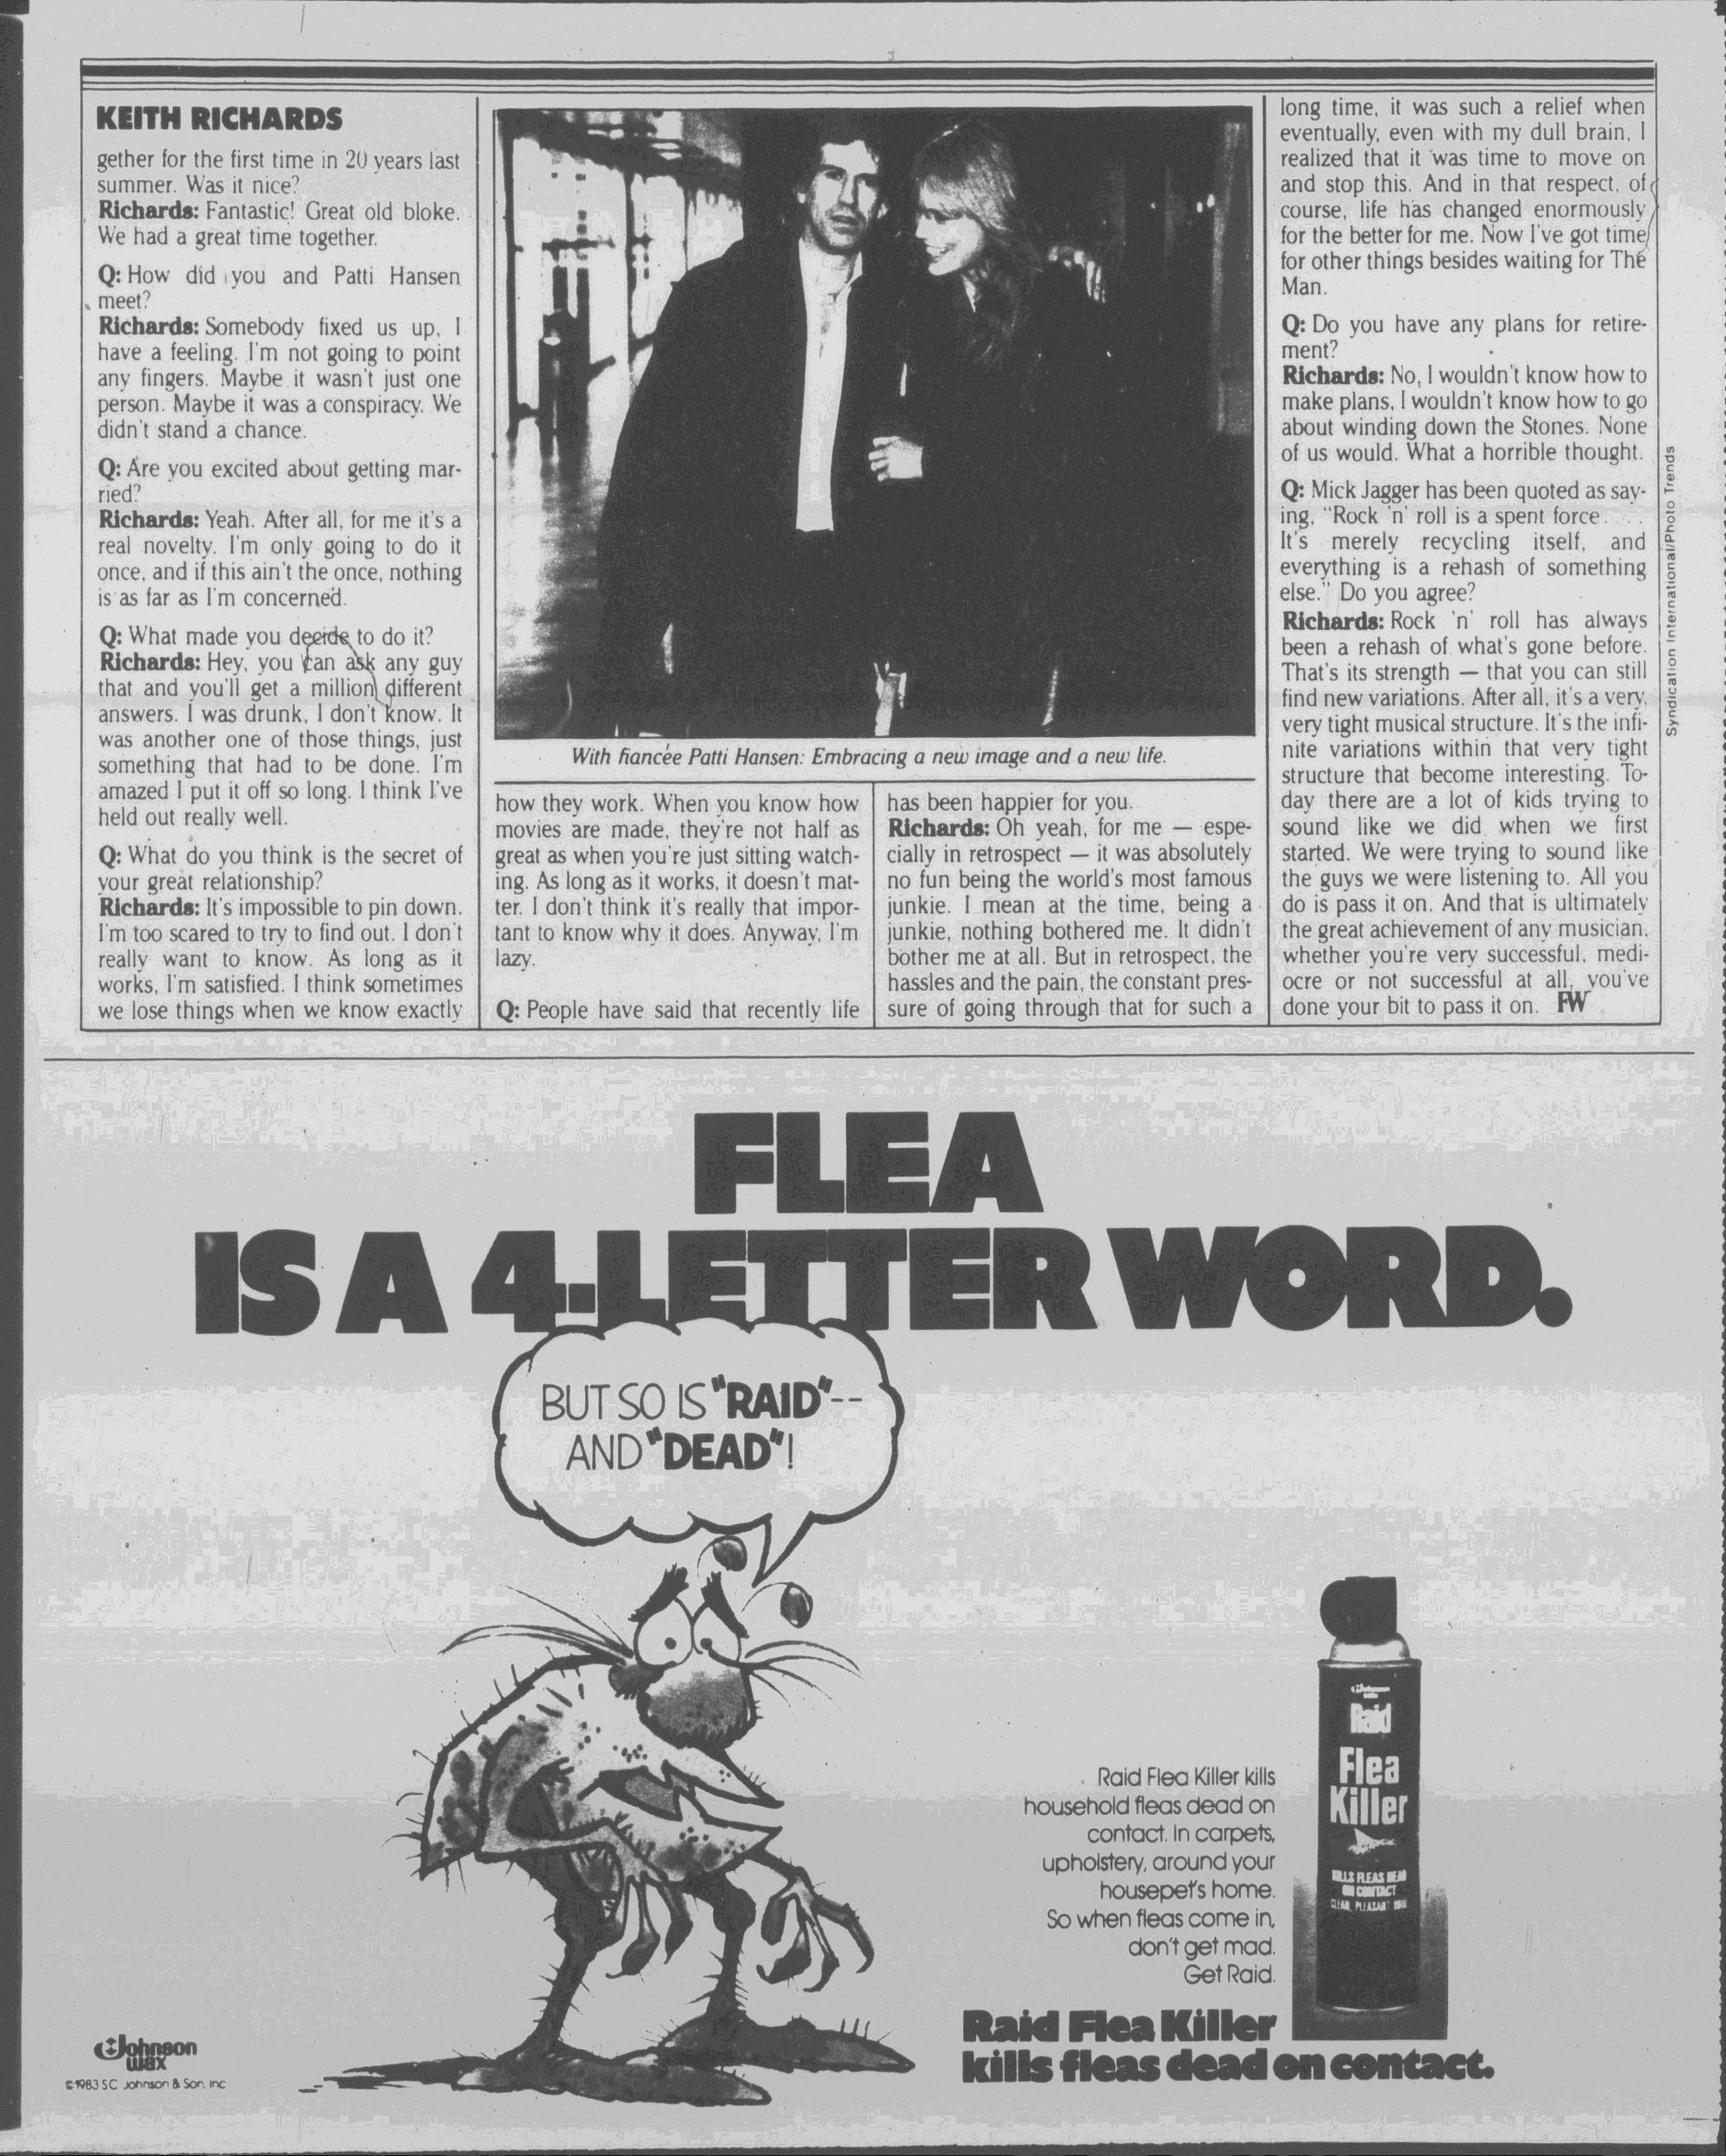 KEITH RICHARDS
gether for the first time in 20 years last
summer. Was it nice?
Richards: Fantastic! Great old bloke.
We had a great time together.
Q: How did you and Patti Hansen
meet?
Richards: Somebody fixed us up, I
have a feeling. I'm not going to point
any fingers. Maybe it wasn't just one
person. Maybe it was a conspiracy. We
didn't stand a chance.
Q: Are you excited about getting mar-
ried?
Richards: Yeah. After all, for me it's a
real novelty. I'm only going to do it
once, and if this ain't the once, nothing
is as far as I'm concerned.
Q: What made you decide to do it?
Richards: Hey, you can ask any guy
that and you'll get a million different
answers. I was drunk, I don't know. It
was another one of those things, just
something that had to be done. I'm
amazed I put it off so long. I think I've
held out really well.
Q: What do you think is the secret of
your great relationship?
Richards: It's impossible to pin down.
I'm too scared to try to find out. I don't
really want to know. As long as it
works, I'm satisfied. I think sometimes
we lose things when we know exactly
With fiancée Patti Hansen: Embracing a new image and a new life.
how they work. When you know how
movies are made, they're not half as
great as when you're just sitting watch-
ing. As long as it works, it doesn't mat-
ter. I don't think it's really that impor-
tant to know why it does. Anyway, I'm
lazy.
Q: People have said that recently life
has been happier for you.
Richards: Oh yeah, for me — espe-
cially in retrospect — it was absolutely
no fun being the world's most famous
junkie. I mean at the time, being a
junkie, nothing bothered me. It didn't
bother me at all. But in retrospect, the
hassles and the pain, the constant pres-
sure of going through that for such a
long time, it was such a relief when
eventually, even with my dull brain, I
realized that it was time to move on
and stop this. And in that respect, of
course, life has changed enormously
for the better for me. Now I've got time
for other things besides waiting for The
Man.
Q: Do you have any plans for retire-
ment?
Richards: No, I wouldn't know how to
make plans, I wouldn't know how to go
about winding down the Stones. None
of us would. What a horrible thought.
Q: Mick Jagger has been quoted as say-
ing, "Rock 'n' roll is a spent force. . . .
It's merely recycling itself, and
everything is a rehash of something
else." Do you agree?
Richards: Rock 'n' roll has always
been a rehash of what's gone before.
That's its strength — that you can still
find new variations. After all, it's a very,
very tight musical structure. It's the infi-
nite variations within that very tight
structure that become interesting. To-
day there are a lot of kids trying to
sound like we did when we first
started. We were trying to sound like
the guys we were listening to. All you
do is pass it on. And that is ultimately
the great achievement of any musician,
whether you're very successful, medi-
ocre or not successful at all, you've
done your bit to pass it on. FW
Syndication International/Photo Trends
FLEA
IS A 4-LETTER WORD.
BUT SO IS "RAID"--
AND "DEAD"!
Raid Flea Killer kills
household fleas dead on
contact. In carpets,
upholstery, around your
housepet's home.
So when fleas come in,
don't get mad.
Get Raid.
Raid Flea Killer
kills fleas dead on contact.
Johnson
Raid
Flea
Killer
KILLS FLEAS DEAD
ON CONTACT
CLEAN, PLEASANT
Johnson
wax
©1983 SC Johnson & Son, Inc